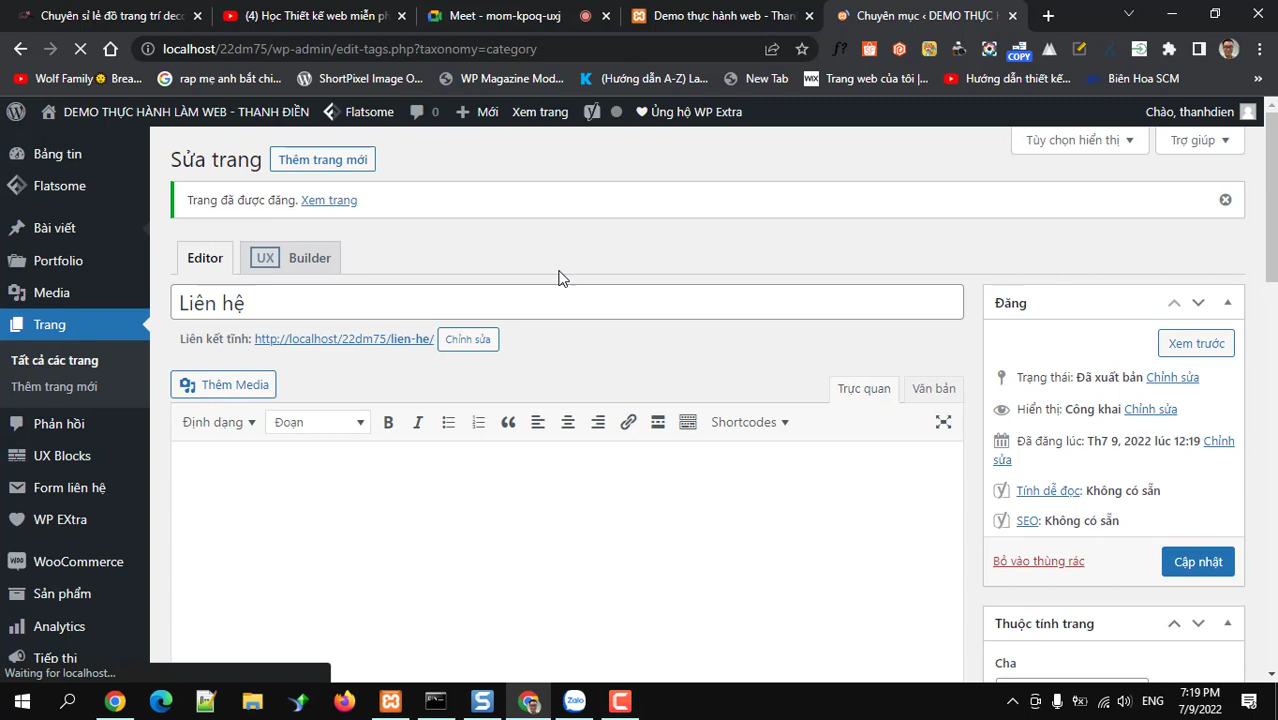 Chuyên sỉ lẻ đồ trang trí deco
(4) Học Thiết kế web miễn ph
Meet - mom-kpoq-uxj
Demo thực hành web - Than
Chuyên mục ‹ DEMO THỰC H
localhost/22dm75/wp-admin/edit-tags.php?taxonomy=category
COPY
Wolf Family🙂 Brea...
rap mẹ anh bắt chi...
ShortPixel Image O...
WP Magazine Mod...
(Hướng dẫn A-Z) La...
New Tab
WIX
Trang web của tôi |...
Hướng dẫn thiết kế...
Biên Hoa SCM
DEMO THỰC HÀNH LÀM WEB - THANH ĐIỀN
Flatsome
0
Mới
Xem trang
Ủng hộ WP Extra
Chào, thanhdien
Bảng tin
Flatsome
Bài viết
Portfolio
Media
Trang
Tất cả các trang
Thêm trang mới
Phản hồi
UX Blocks
Form liên hệ
WP EXtra
WooCommerce
Sản phẩm
Analytics
Tiếp thị
Waiting for localhost...
Tùy chọn hiển thị
Trợ giúp
Sửa trang
Thêm trang mới
Trang đã được đăng. Xem trang
Editor
UX Builder
Liên hệ
Liên kết tĩnh: http://localhost/22dm75/lien-he/ Chỉnh sửa
Thêm Media
Trực quan
Văn bản
Định dạng
Đoạn
B
I
Shortcodes
Đăng
Xem trước
Trạng thái: Đã xuất bản Chỉnh sửa
Hiển thị: Công khai Chỉnh sửa
Đã đăng lúc: Th7 9, 2022 lúc 12:19 Chỉnh
sửa
Tính dễ đọc: Không có sẵn
SEO: Không có sẵn
Bỏ vào thùng rác
Cập nhật
Thuộc tính trang
Cha
ENG
7:19 PM
7/9/2022